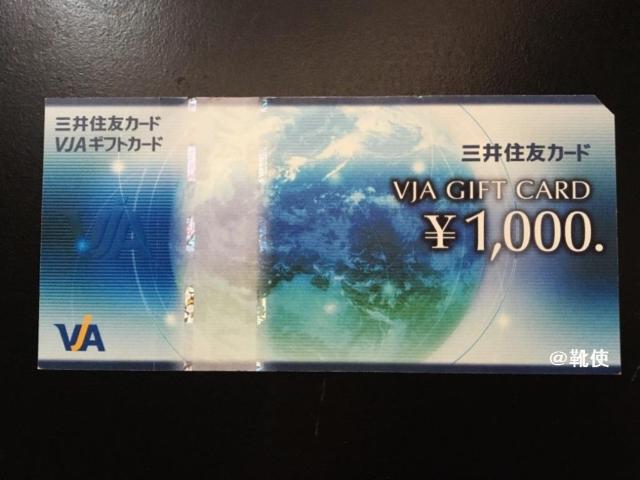 三井住友カード
VJAギフトカード
三井住友カード
VJA GIFT CARD
¥1,000.
VJA
VJA
@靴使